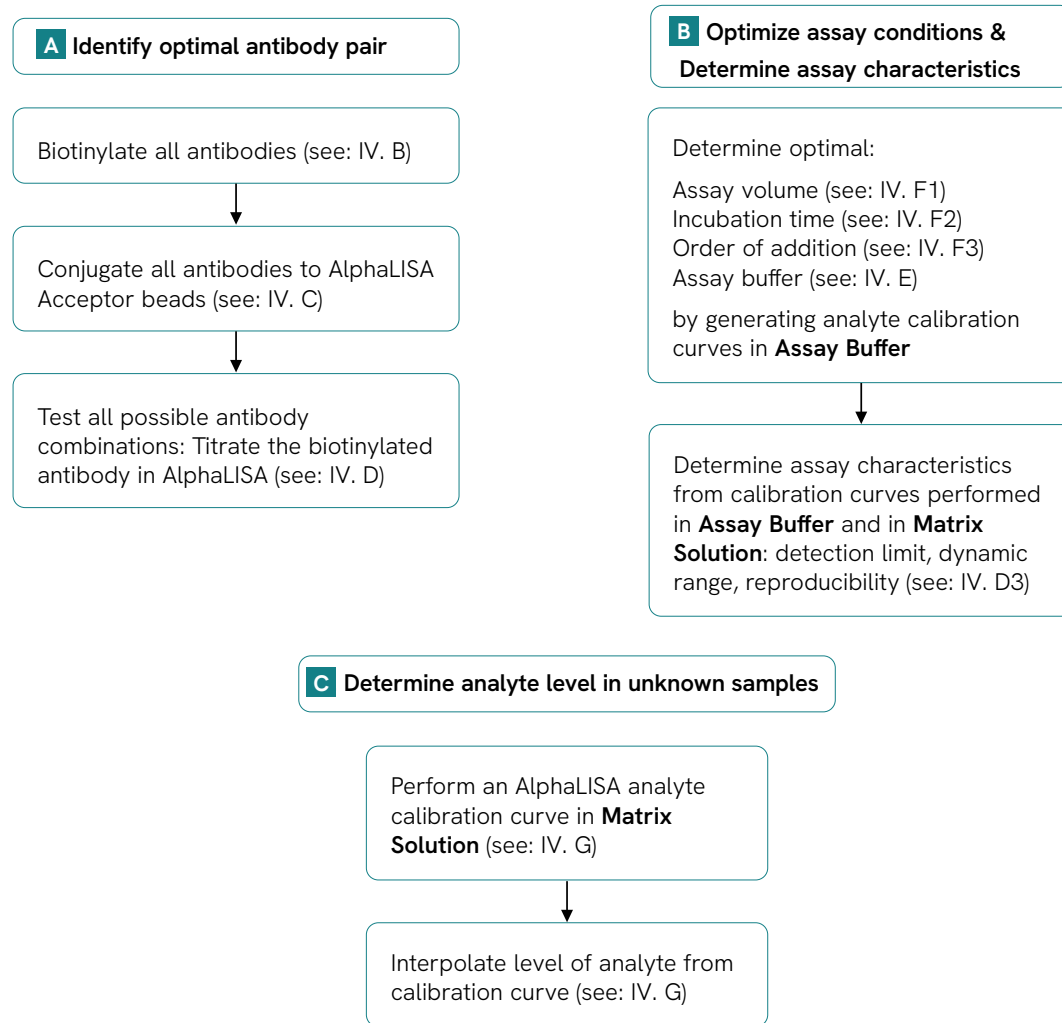 A Identify optimal antibody pair
Biotinylate all antibodies (see: IV. B)
Conjugate all antibodies to AlphaLISA
Acceptor beads (see: IV. C)
Test all possible antibody
combinations: Titrate the biotinylated
antibody in AlphaLISA (see: IV. D)
B Optimize assay conditions &
Determine assay characteristics
Determine optimal:
Assay volume (see: IV. F1)
Incubation time (see: IV. F2)
Order of addition (see: IV. F3)
Assay buffer (see: IV. E)
by generating analyte calibration
curves in Assay Buffer
Determine assay characteristics
from calibration curves performed
in Assay Buffer and in Matrix
Solution: detection limit, dynamic
range, reproducibility (see: IV. D3)
C Determine analyte level in unknown samples
Perform an AlphaLISA analyte
calibration curve in Matrix
Solution (see: IV. G)
Interpolate level of analyte from
calibration curve (see: IV. G)